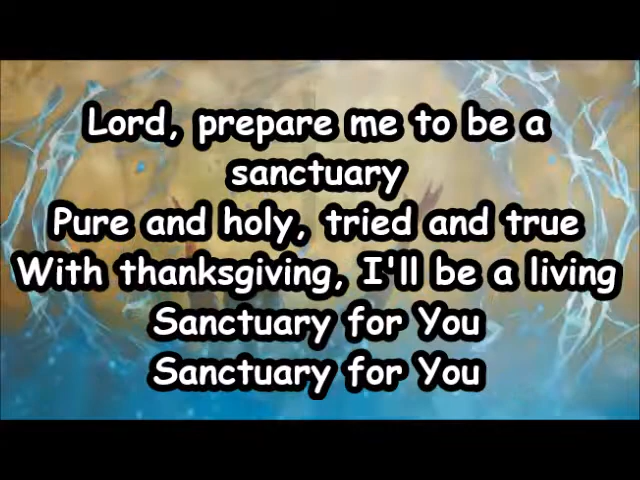 Lord, prepare me to be a
sanctuary
Pure and holy, tried and true
With thanksgiving, I'll be a living
Sanctuary for You
Sanctuary for You